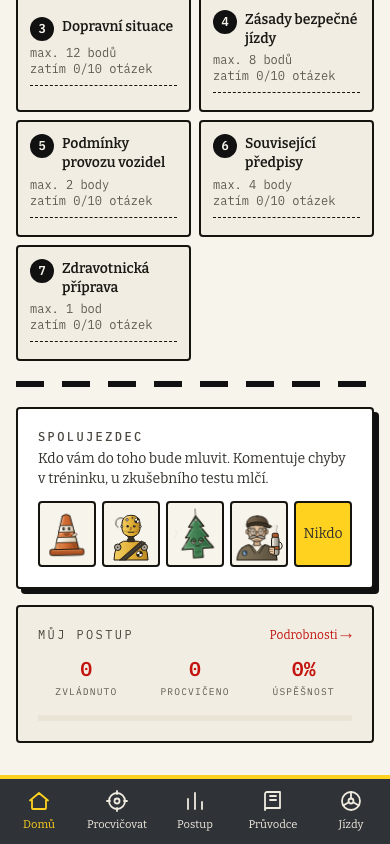 3 Dopravní situace
max. 12 bodů
zatím 0/10 otázek
4 Zásady bezpečné
jízdy
max. 8 bodů
zatím 0/10 otázek
5 Podmínky
provozu vozidel
max. 2 body
zatím 0/10 otázek
6 Související
předpisy
max. 4 body
zatím 0/10 otázek
7 Zdravotnická
příprava
max. 1 bod
zatím 0/10 otázek
SPOLUJEZDEC
Kdo vám do toho bude mluvit. Komentuje chyby
v tréninku, u zkušebního testu mlčí.
Nikdo
MŮJ POSTUP
Podrobnosti →
0 0 0%
ZVLÁDNUTO PROCVIČENO ÚSPĚŠNOST
Domů Procvičovat Postup Průvodce Jízdy